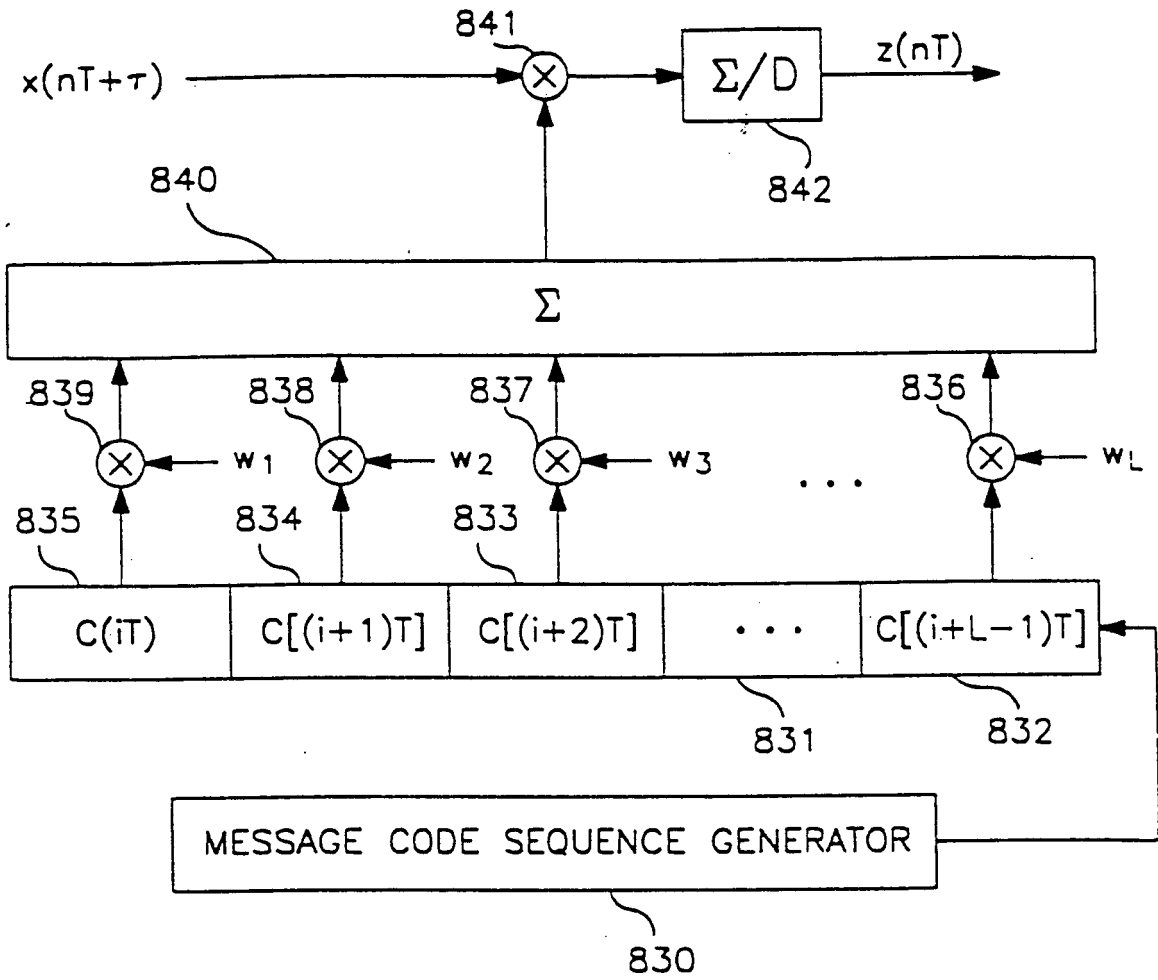 841
x(nT+τ)
⊗
Σ/D
z(nT)
842
840
Σ
839
838
837
836
⊗ w1
⊗ w2
⊗ w3
...
⊗ wL
835
834
833
C(iT)
C[(i+1)T]
C[(i+2)T]
...
C[(i+L-1)T]
831
832
MESSAGE CODE SEQUENCE GENERATOR
830